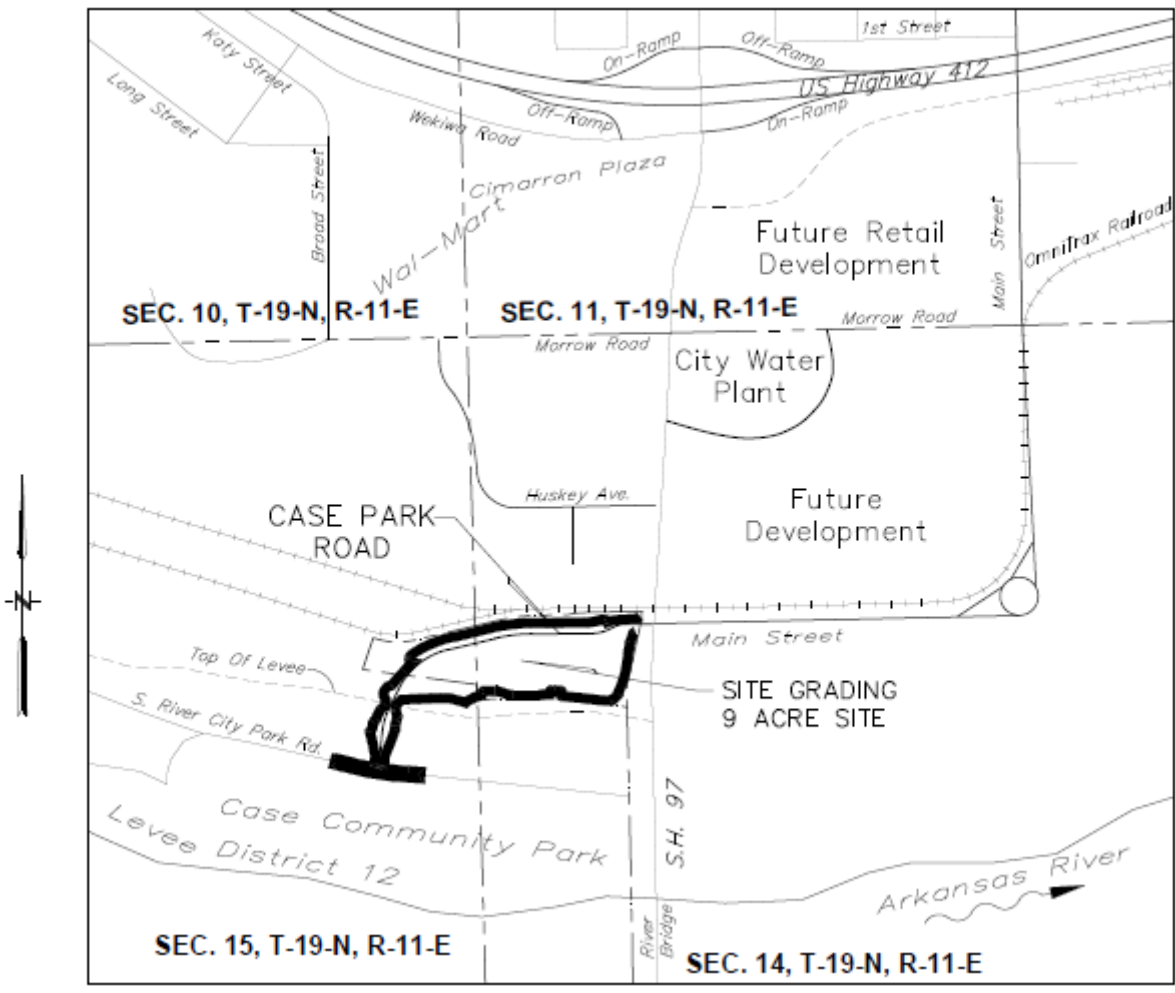 1st Street
Katy Street
On-Ramp
Off-Ramp
US Highway 412
Long Street
Wekiwa Road
Off-Ramp
On-Ramp
Broad Street
Cimarron Plaza
Wal-Mart
Future Retail
Development
Main Street
OmniTrax Railroad
SEC. 10, T-19-N, R-11-E
SEC. 11, T-19-N, R-11-E
Morrow Road
Morrow Road
City Water
Plant
Huskey Ave.
CASE PARK
ROAD
Future
Development
N
Main Street
Top Of Levee
SITE GRADING
9 ACRE SITE
S. River City Park Rd.
S.H. 97
Case Community Park
Levee District 12
Arkansas River
River
Bridge
SEC. 15, T-19-N, R-11-E
SEC. 14, T-19-N, R-11-E